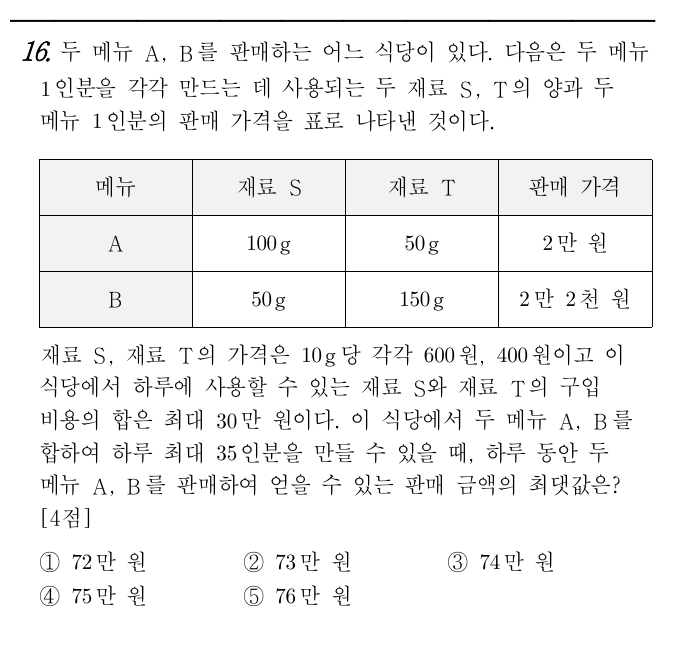 16. 두 메뉴 A, B를 판매하는 어느 식당이 있다. 다음은 두 메뉴
1인분을 각각 만드는 데 사용되는 두 재료 S, T의 양과 두
메뉴 1인분의 판매 가격을 표로 나타낸 것이다.
메뉴 재료 S 재료 T 판매 가격
A 100g 50g 2만 원
B 50g 150g 2만 2천 원
재료 S, 재료 T의 가격은 10g당 각각 600원, 400원이고 이
식당에서 하루에 사용할 수 있는 재료 S와 재료 T의 구입
비용의 합은 최대 30만 원이다. 이 식당에서 두 메뉴 A, B를
합하여 하루 최대 35인분을 만들 수 있을 때, 하루 동안 두
메뉴 A, B를 판매하여 얻을 수 있는 판매 금액의 최댓값은?
[4점]
① 72만 원 ② 73만 원 ③ 74만 원
④ 75만 원 ⑤ 76만 원